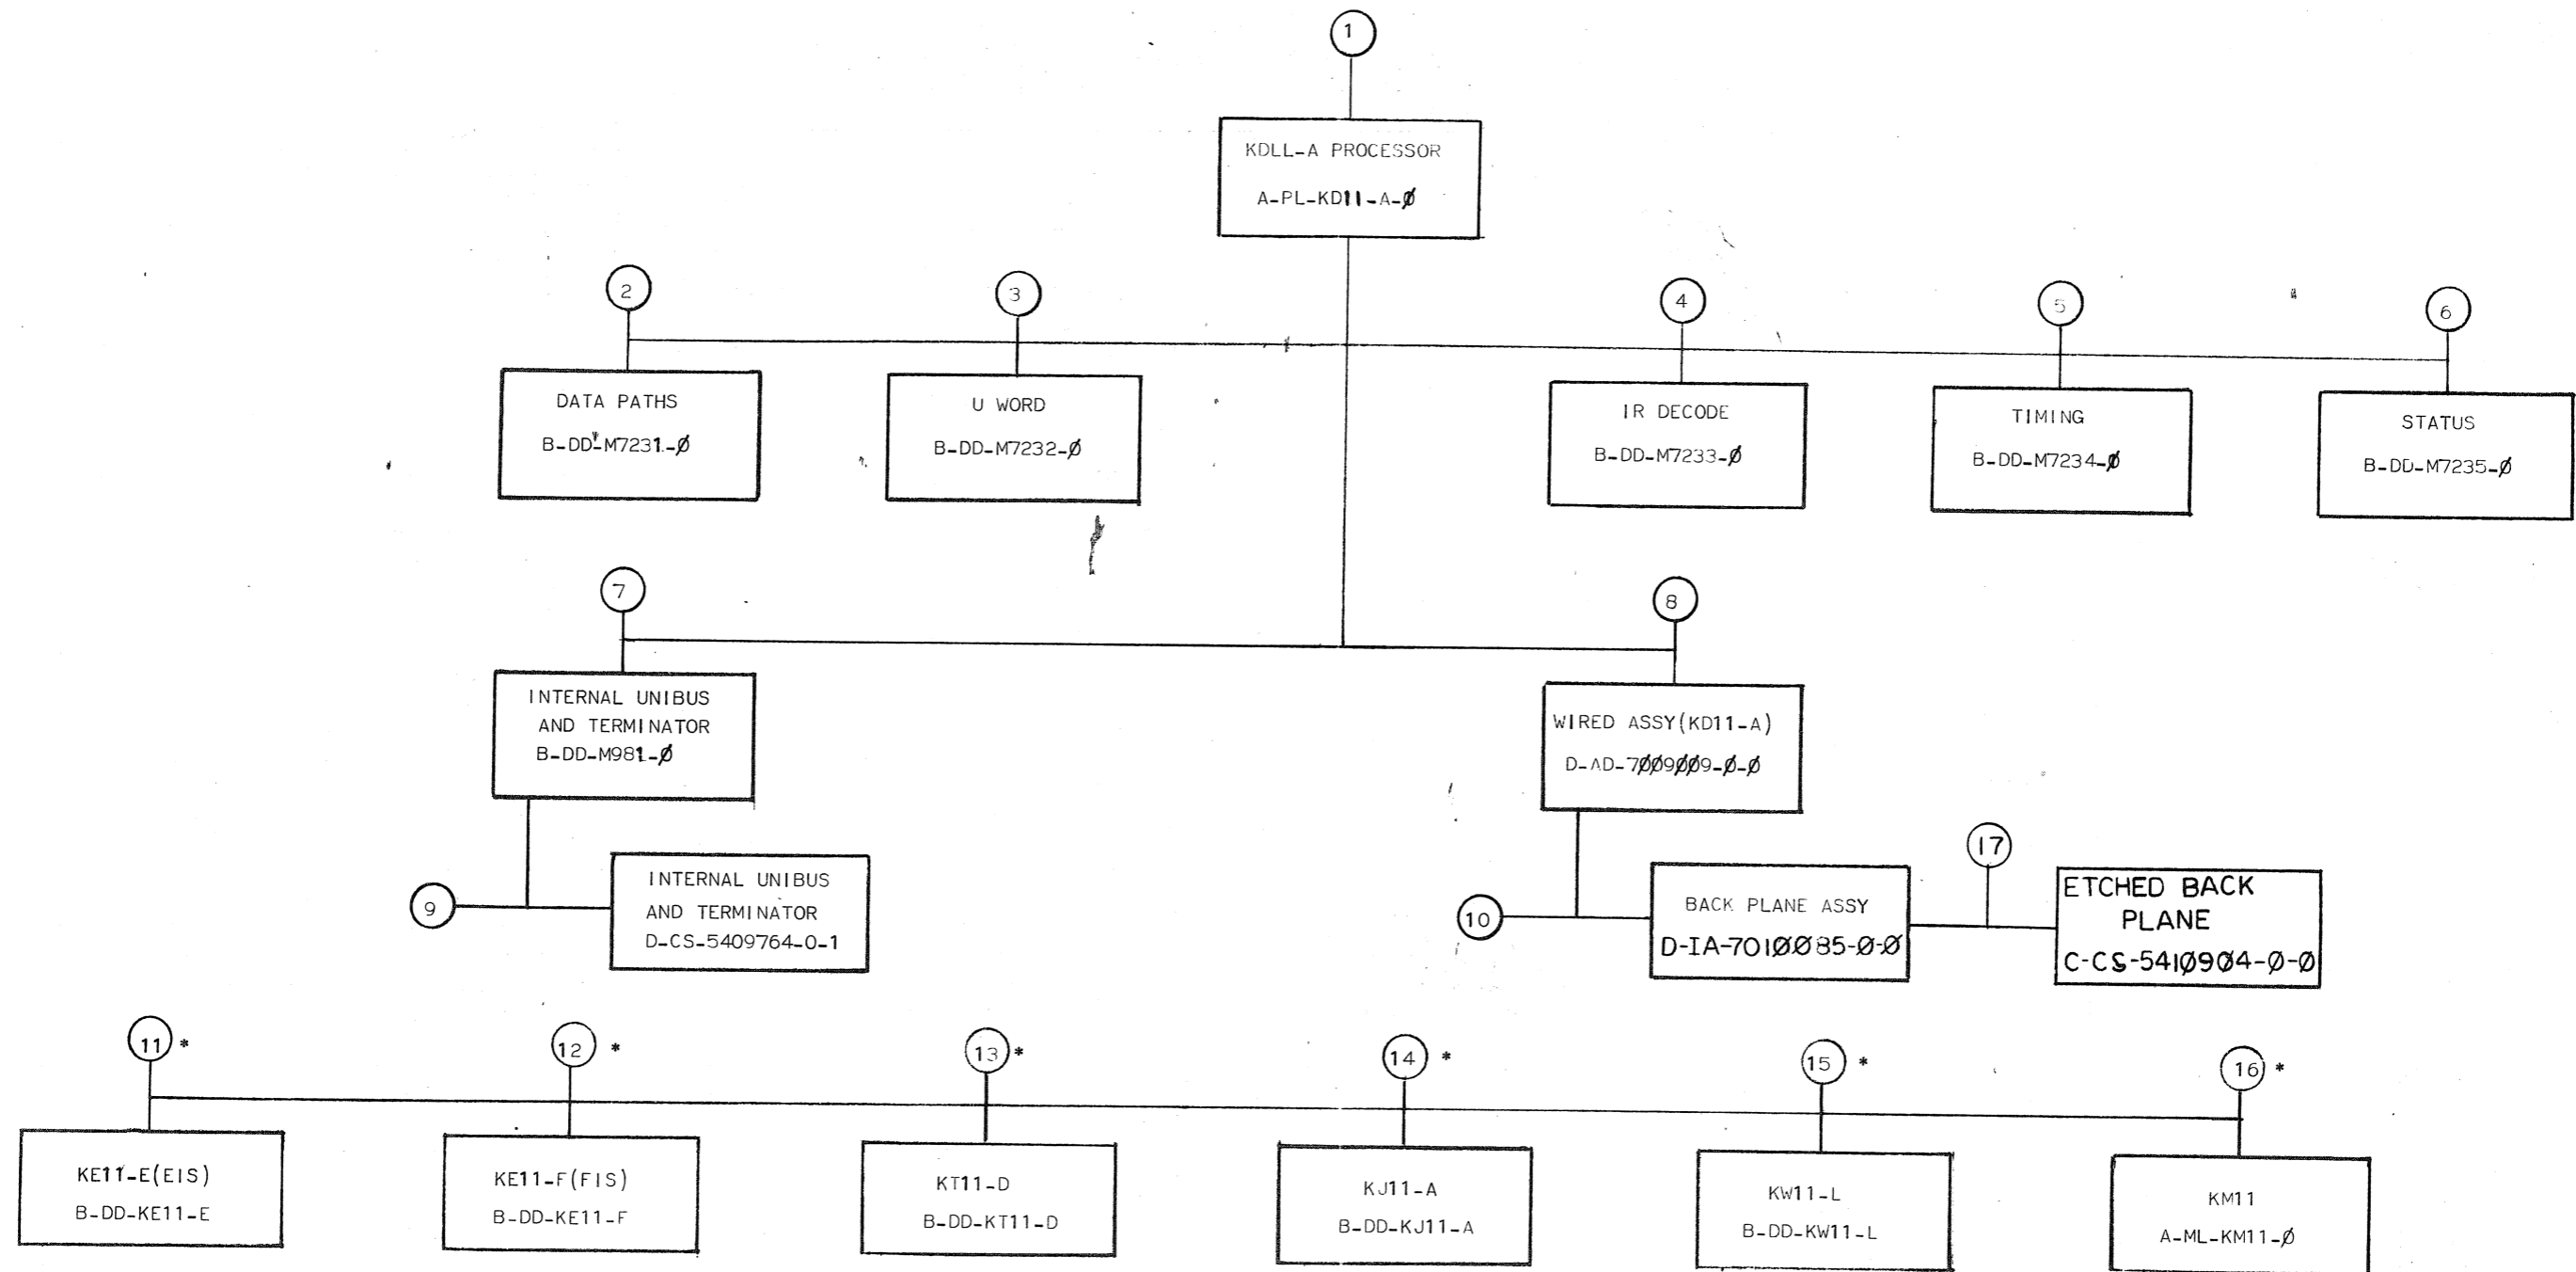 1
KDLL-A PROCESSOR
A-PL-KD11-A-Ø
2
3
4
5
6
DATA PATHS
B-DD-M7231-Ø
U WORD
B-DD-M7232-Ø
IR DECODE
B-DD-M7233-Ø
TIMING
B-DD-M7234-Ø
STATUS
B-DD-M7235-Ø
7
8
INTERNAL UNIBUS
AND TERMINATOR
B-DD-M981-Ø
WIRED ASSY(KD11-A)
D-AD-7ØØ9ØØ9-Ø-Ø
9
INTERNAL UNIBUS
AND TERMINATOR
D-CS-5409764-0-1
10
BACK PLANE ASSY
D-IA-701ØØ85-Ø-Ø
17
ETCHED BACK
PLANE
C-CS-541Ø9Ø4-Ø-Ø
11 *
12 *
13 *
14 *
15 *
16 *
KE11-E(EIS)
B-DD-KE11-E
KE11-F(FIS)
B-DD-KE11-F
KT11-D
B-DD-KT11-D
KJ11-A
B-DD-KJ11-A
KW11-L
B-DD-KW11-L
KM11
A-ML-KM11-Ø